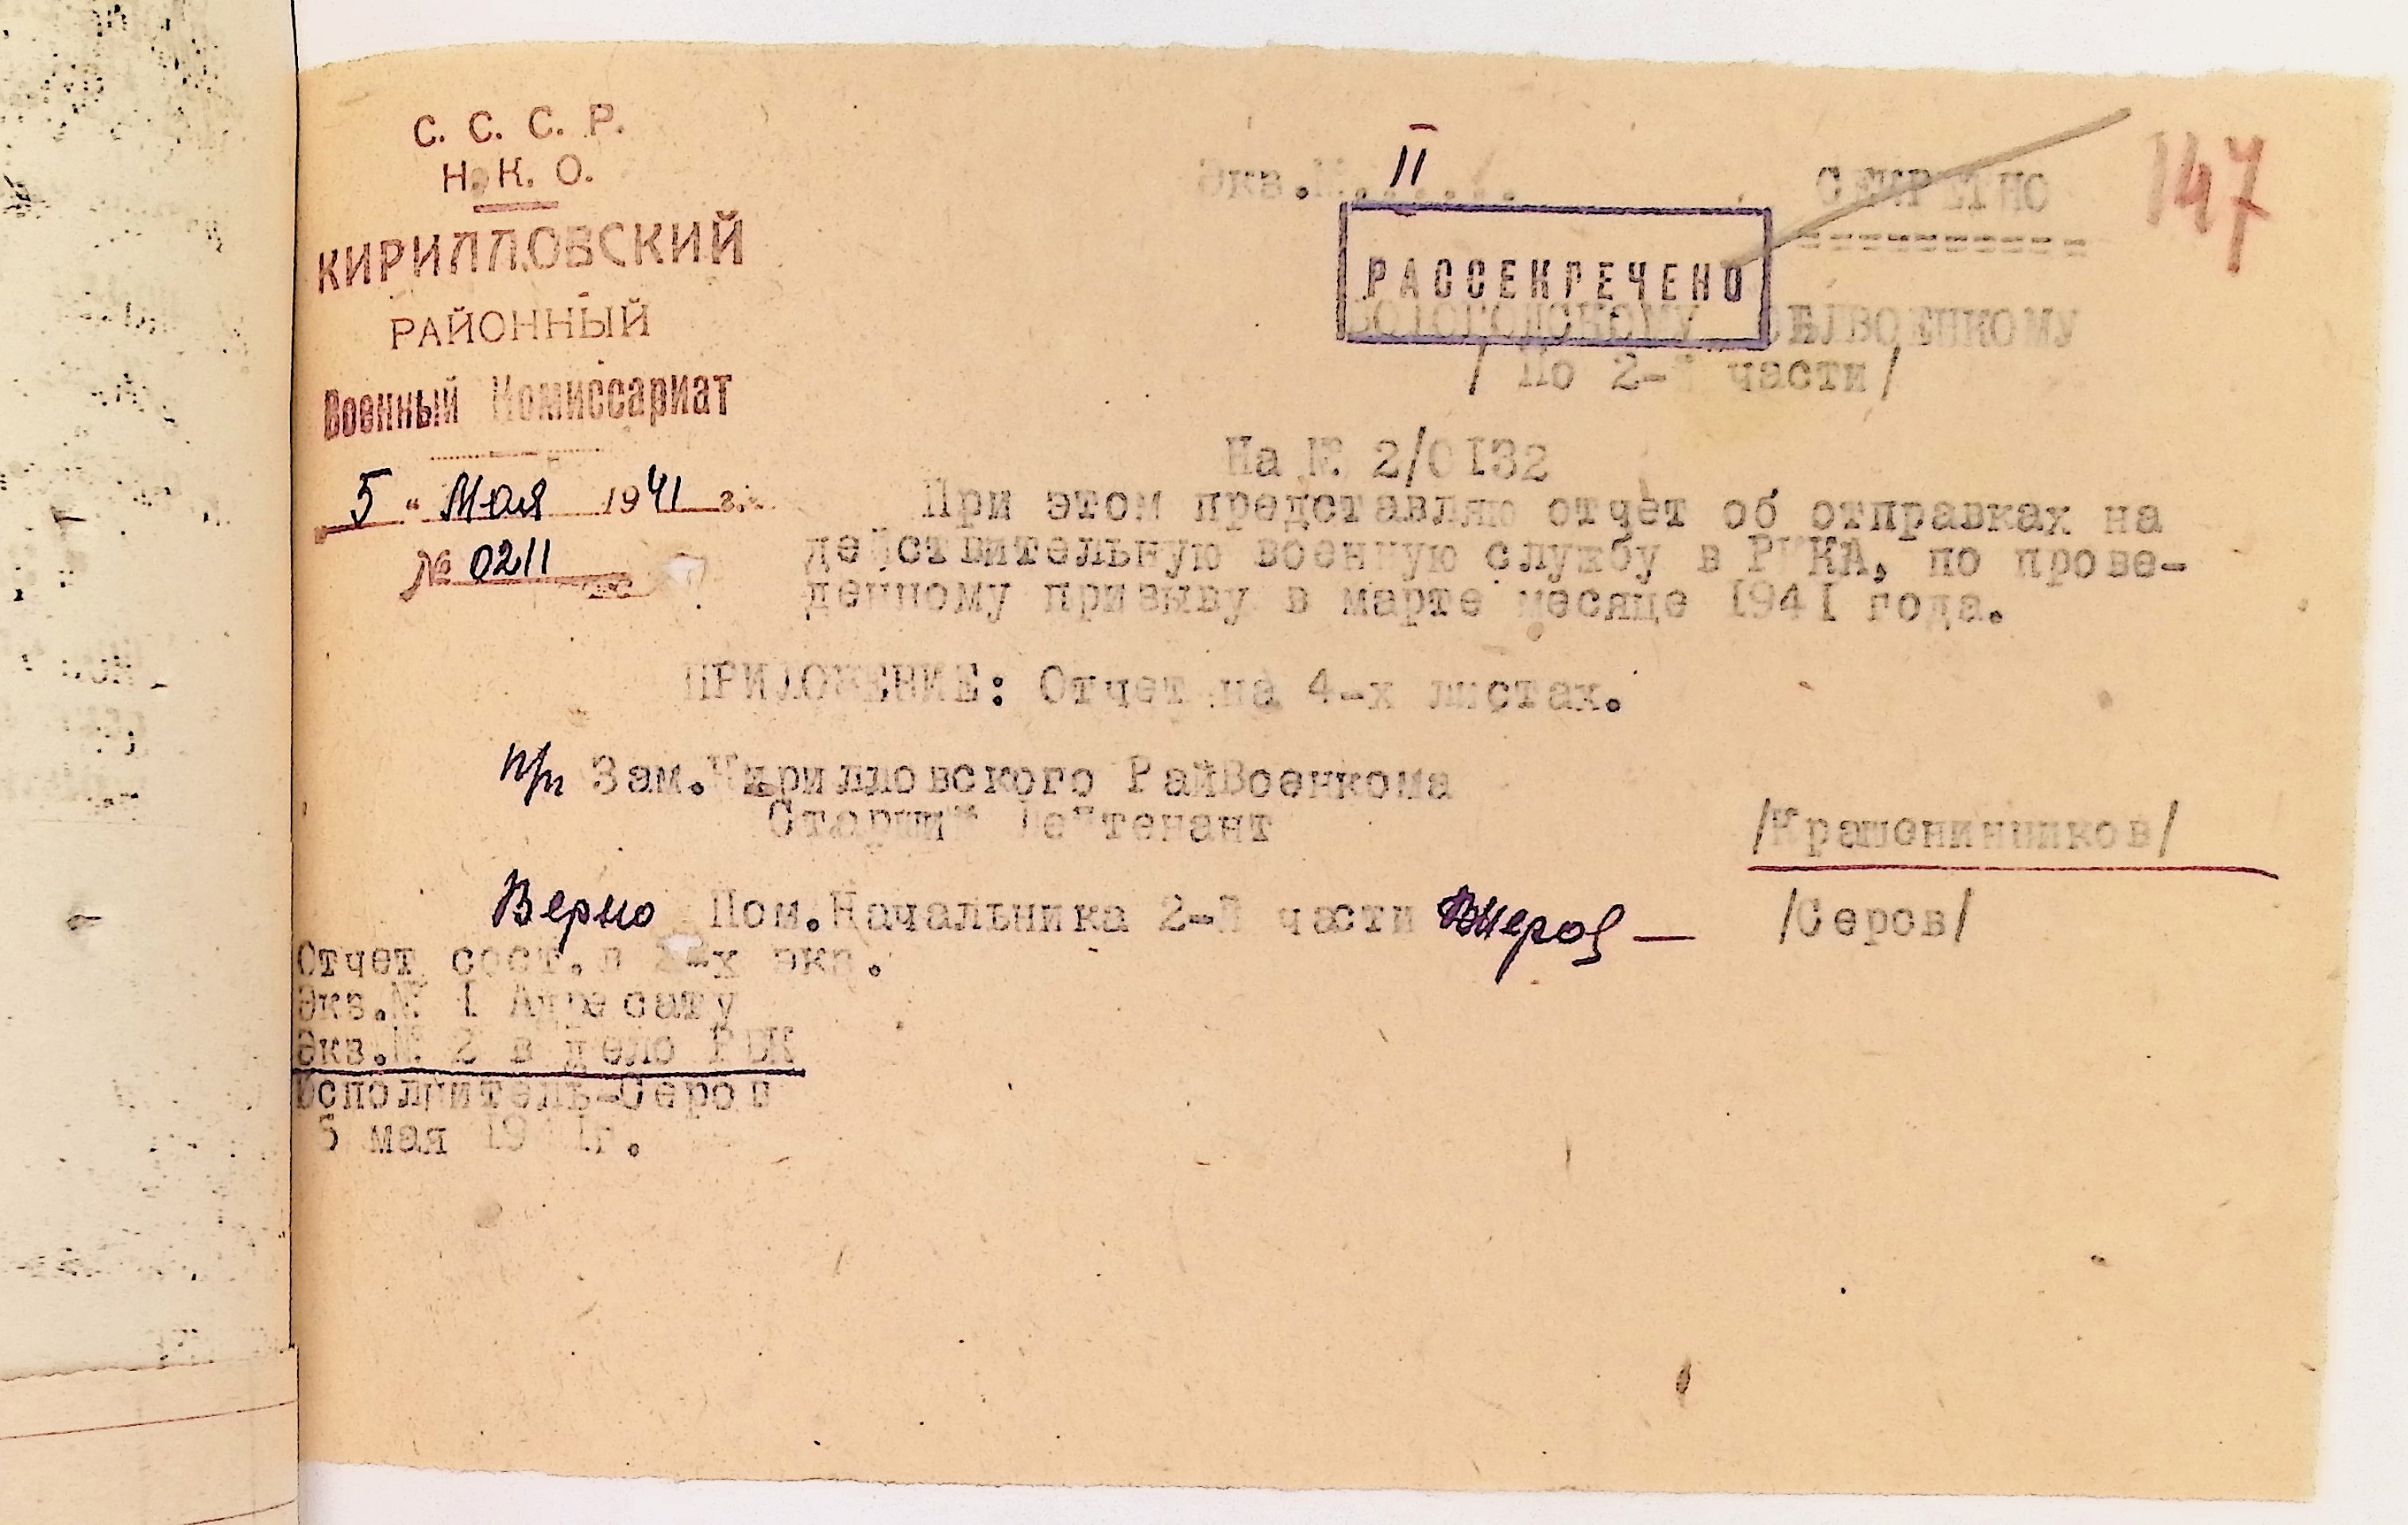 С. С. С. Р.
Н. К. О.
КИРИЛЛОВСКИЙ
РАЙОННЫЙ
Военный Комиссариат
5 " Мая 1941 г.
№ 0211
Экз.№ II
СЕКРЕТНО
147
РАССЕКРЕЧЕНО
ВОЛОГОДСКОМУ ОБЛВОЕНКОМУ
/ По 2-й части/
На № 2/0132
При этом представляю отчет об отправках на
действительную военную службу в РККА, по прове-
денному призыву в марте месяце 1941 года.
ПРИЛОЖЕНИЕ: Отчет на 4-х листах.
п/п Зам.Кирилловского РайВоенкома
Старший Лейтенант /Крашенинников/
Верно Пом.Начальника 2-й части Серов /Серов/
Отчет сост.в 2-х экз.
Экз.№ 1 Адресату
Экз.№ 2 в дело РВК
Исполнитель-Серов
5 мая 1941г.